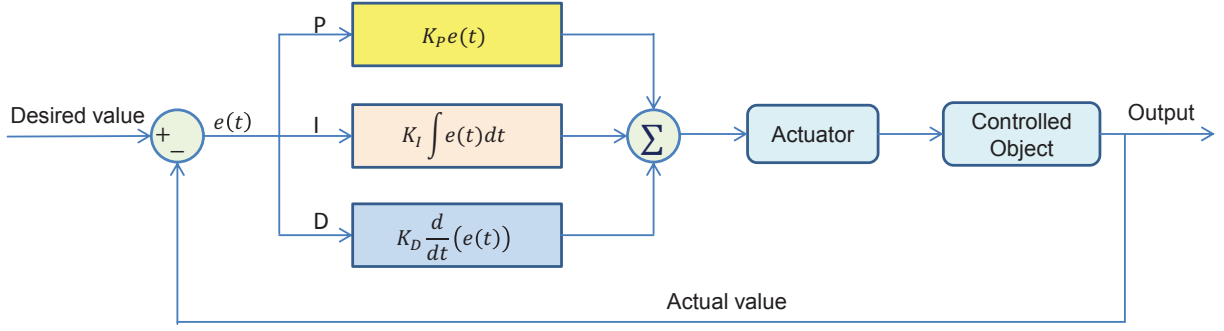 P
K_P e(t)
Desired value
+
−
e(t)
I
K_I ∫ e(t)dt
Σ
Actuator
Controlled
Object
Output
D
K_D d/dt (e(t))
Actual value